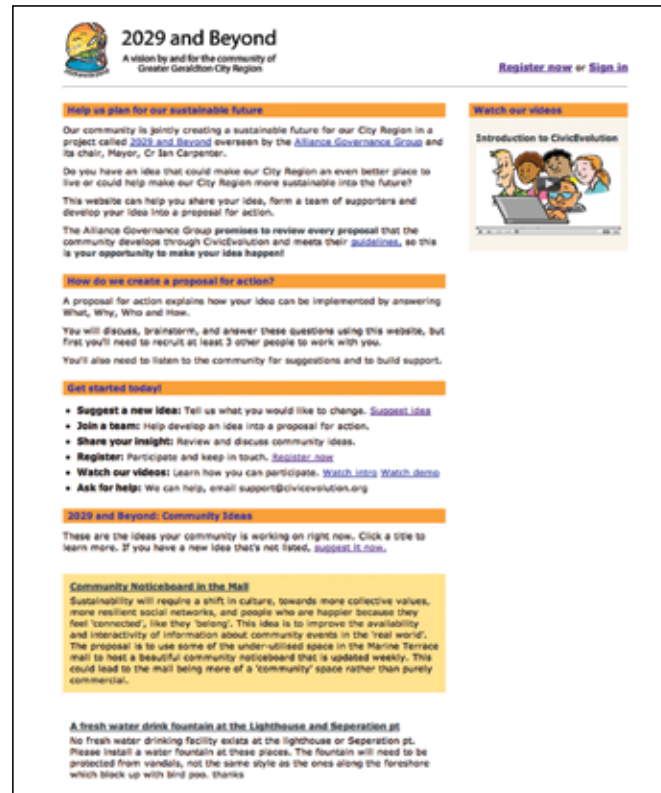 2029 and Beyond
A vision by and for the community of
Greater Geraldton City Region
Register now or Sign in
Help us plan for our sustainable future
Our community is jointly creating a sustainable future for our City Region in a
project called 2029 and Beyond overseen by the Alliance Governance Group and
its chair, Mayor, Cr Ian Carpenter.
Do you have an idea that could make our City Region an even better place to
live or could help make our City Region more sustainable into the future?
This website can help you share your idea, form a team of supporters and
develop your idea into a proposal for action.
The Alliance Governance Group promises to review every proposal that the
community develops through CivicEvolution and meets their guidelines, so this
is your opportunity to make your idea happen!
Watch our videos
Introduction to CivicEvolution
How do we create a proposal for action?
A proposal for action explains how your idea can be implemented by answering
What, Why, Who and How.
You will discuss, brainstorm, and answer these questions using this website, but
first you'll need to recruit at least 3 other people to work with you.
You'll also need to listen to the community for suggestions and to build support.
Get started today!
• Suggest a new idea: Tell us what you would like to change. Suggest idea
• Join a team: Help develop an idea into a proposal for action.
• Share your insight: Review and discuss community ideas.
• Register: Participate and keep in touch. Register now
• Watch our videos: Learn how you can participate. Watch intro Watch demo
• Ask for help: We can help, email support@civicevolution.org
2029 and Beyond: Community Ideas
These are the ideas your community is working on right now. Click a title to
learn more. If you have a new idea that's not listed, suggest it now.
Community Noticeboard in the Mall
Sustainability will require a shift in culture, towards more collective values,
more resilient social networks, and people who are happier because they
feel 'connected', like they 'belong'. This idea is to improve the availability
and interactivity of information about community events in the 'real world'.
The proposal is to use some of the under-utilised space in the Marine Terrace
mall to host a beautiful community noticeboard that is updated weekly. This
could lead to the mall being more of a 'community' space rather than purely
commercial.
A fresh water drink fountain at the Lighthouse and Seperation pt
No fresh water drinking facility exists at the lighthouse or Seperation pt.
Please install a water fountain at these places. The fountain will need to be
protected from vandals, not the same style as the ones along the foreshore
which block up with bird poo. thanks